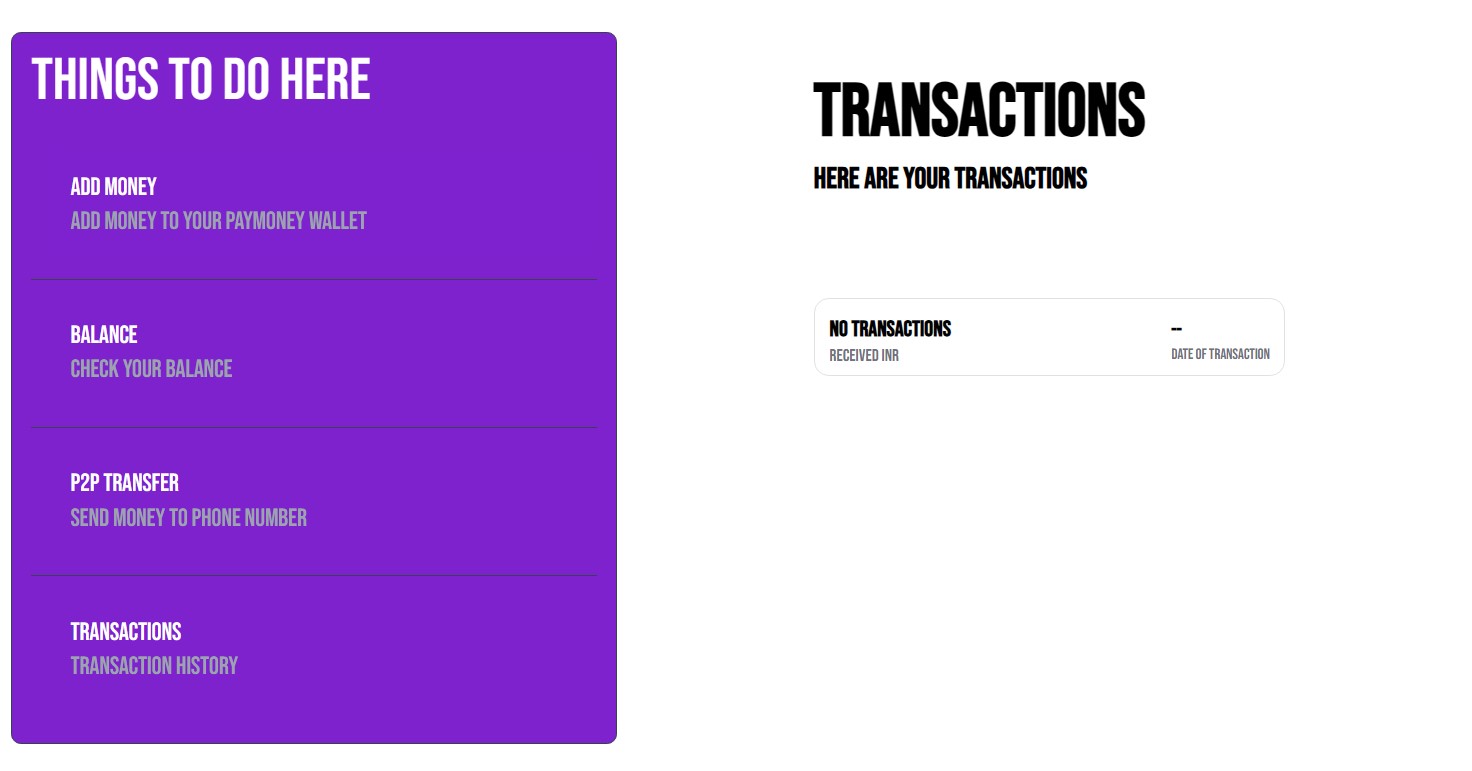 THINGS TO DO HERE
ADD MONEY
ADD MONEY TO YOUR PAYMONEY WALLET
BALANCE
CHECK YOUR BALANCE
P2P TRANSFER
SEND MONEY TO PHONE NUMBER
TRANSACTIONS
TRANSACTION HISTORY
TRANSACTIONS
HERE ARE YOUR TRANSACTIONS
NO TRANSACTIONS
--
RECEIVED INR
DATE OF TRANSACTION